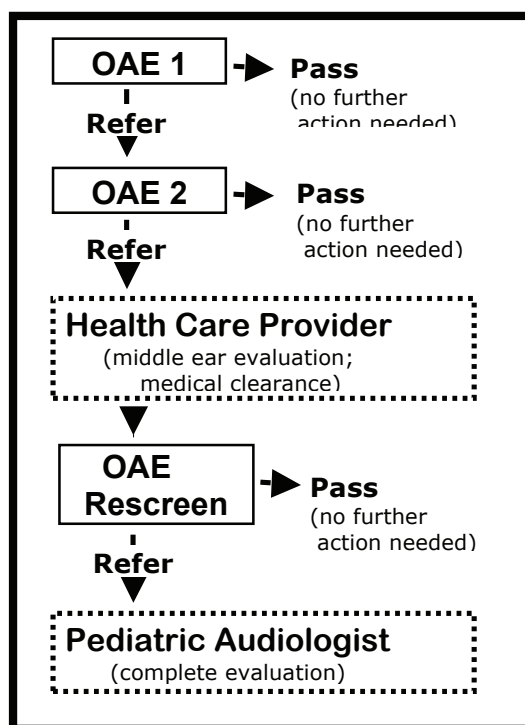 OAE 1
Pass
(no further
action needed)
Refer
OAE 2
Pass
(no further
action needed)
Refer
Health Care Provider
(middle ear evaluation;
medical clearance)
OAE
Rescreen
Pass
(no further
action needed)
Refer
Pediatric Audiologist
(complete evaluation)